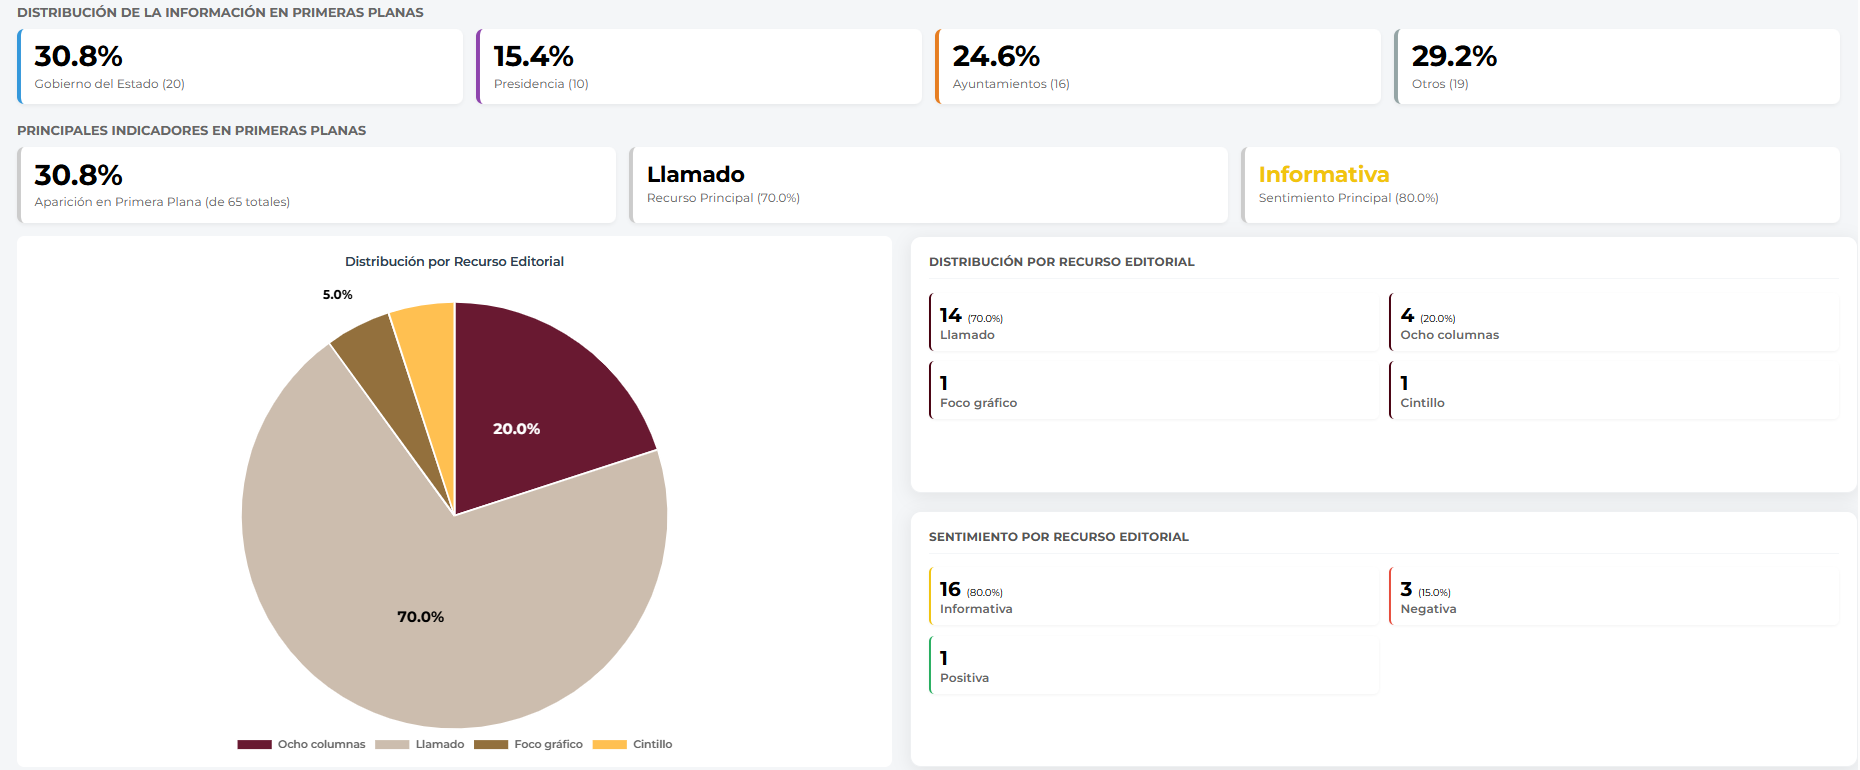 DISTRIBUCIÓN DE LA INFORMACIÓN EN PRIMERAS PLANAS
30.8%
Gobierno del Estado (20)
15.4%
Presidencia (10)
24.6%
Ayuntamientos (16)
29.2%
Otros (19)
PRINCIPALES INDICADORES EN PRIMERAS PLANAS
30.8%
Aparición en Primera Plana (de 65 totales)
Llamado
Recurso Principal (70.0%)
Informativa
Sentimiento Principal (80.0%)
Distribución por Recurso Editorial
5.0%
20.0%
70.0%
Ocho columnas
Llamado
Foco gráfico
Cintillo
DISTRIBUCIÓN POR RECURSO EDITORIAL
14 (70.0%)
Llamado
4 (20.0%)
Ocho columnas
1
Foco gráfico
1
Cintillo
SENTIMIENTO POR RECURSO EDITORIAL
16 (80.0%)
Informativa
3 (15.0%)
Negativa
1
Positiva